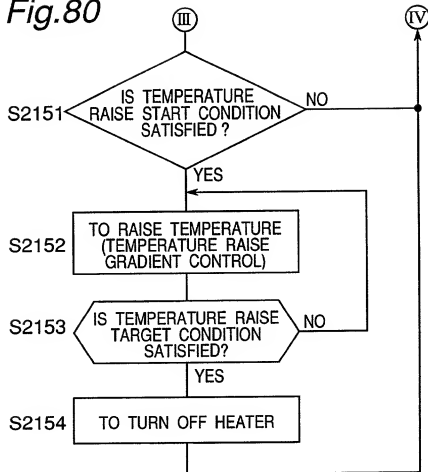 Fig.80
III
IV
S2151
IS TEMPERATURE
RAISE START CONDITION
SATISFIED ?
NO
YES
S2152
TO RAISE TEMPERATURE
(TEMPERATURE RAISE
GRADIENT CONTROL)
S2153
IS TEMPERATURE RAISE
TARGET CONDITION
SATISFIED?
NO
YES
S2154
TO TURN OFF HEATER